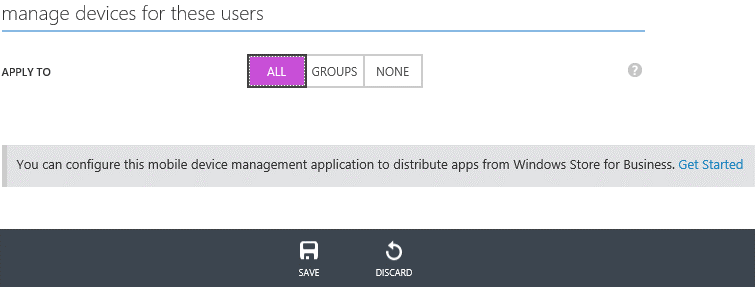 manage devices for these users
APPLY TO ALL GROUPS NONE ?
You can configure this mobile device management application to distribute apps from Windows Store for Business. Get Started
SAVE DISCARD